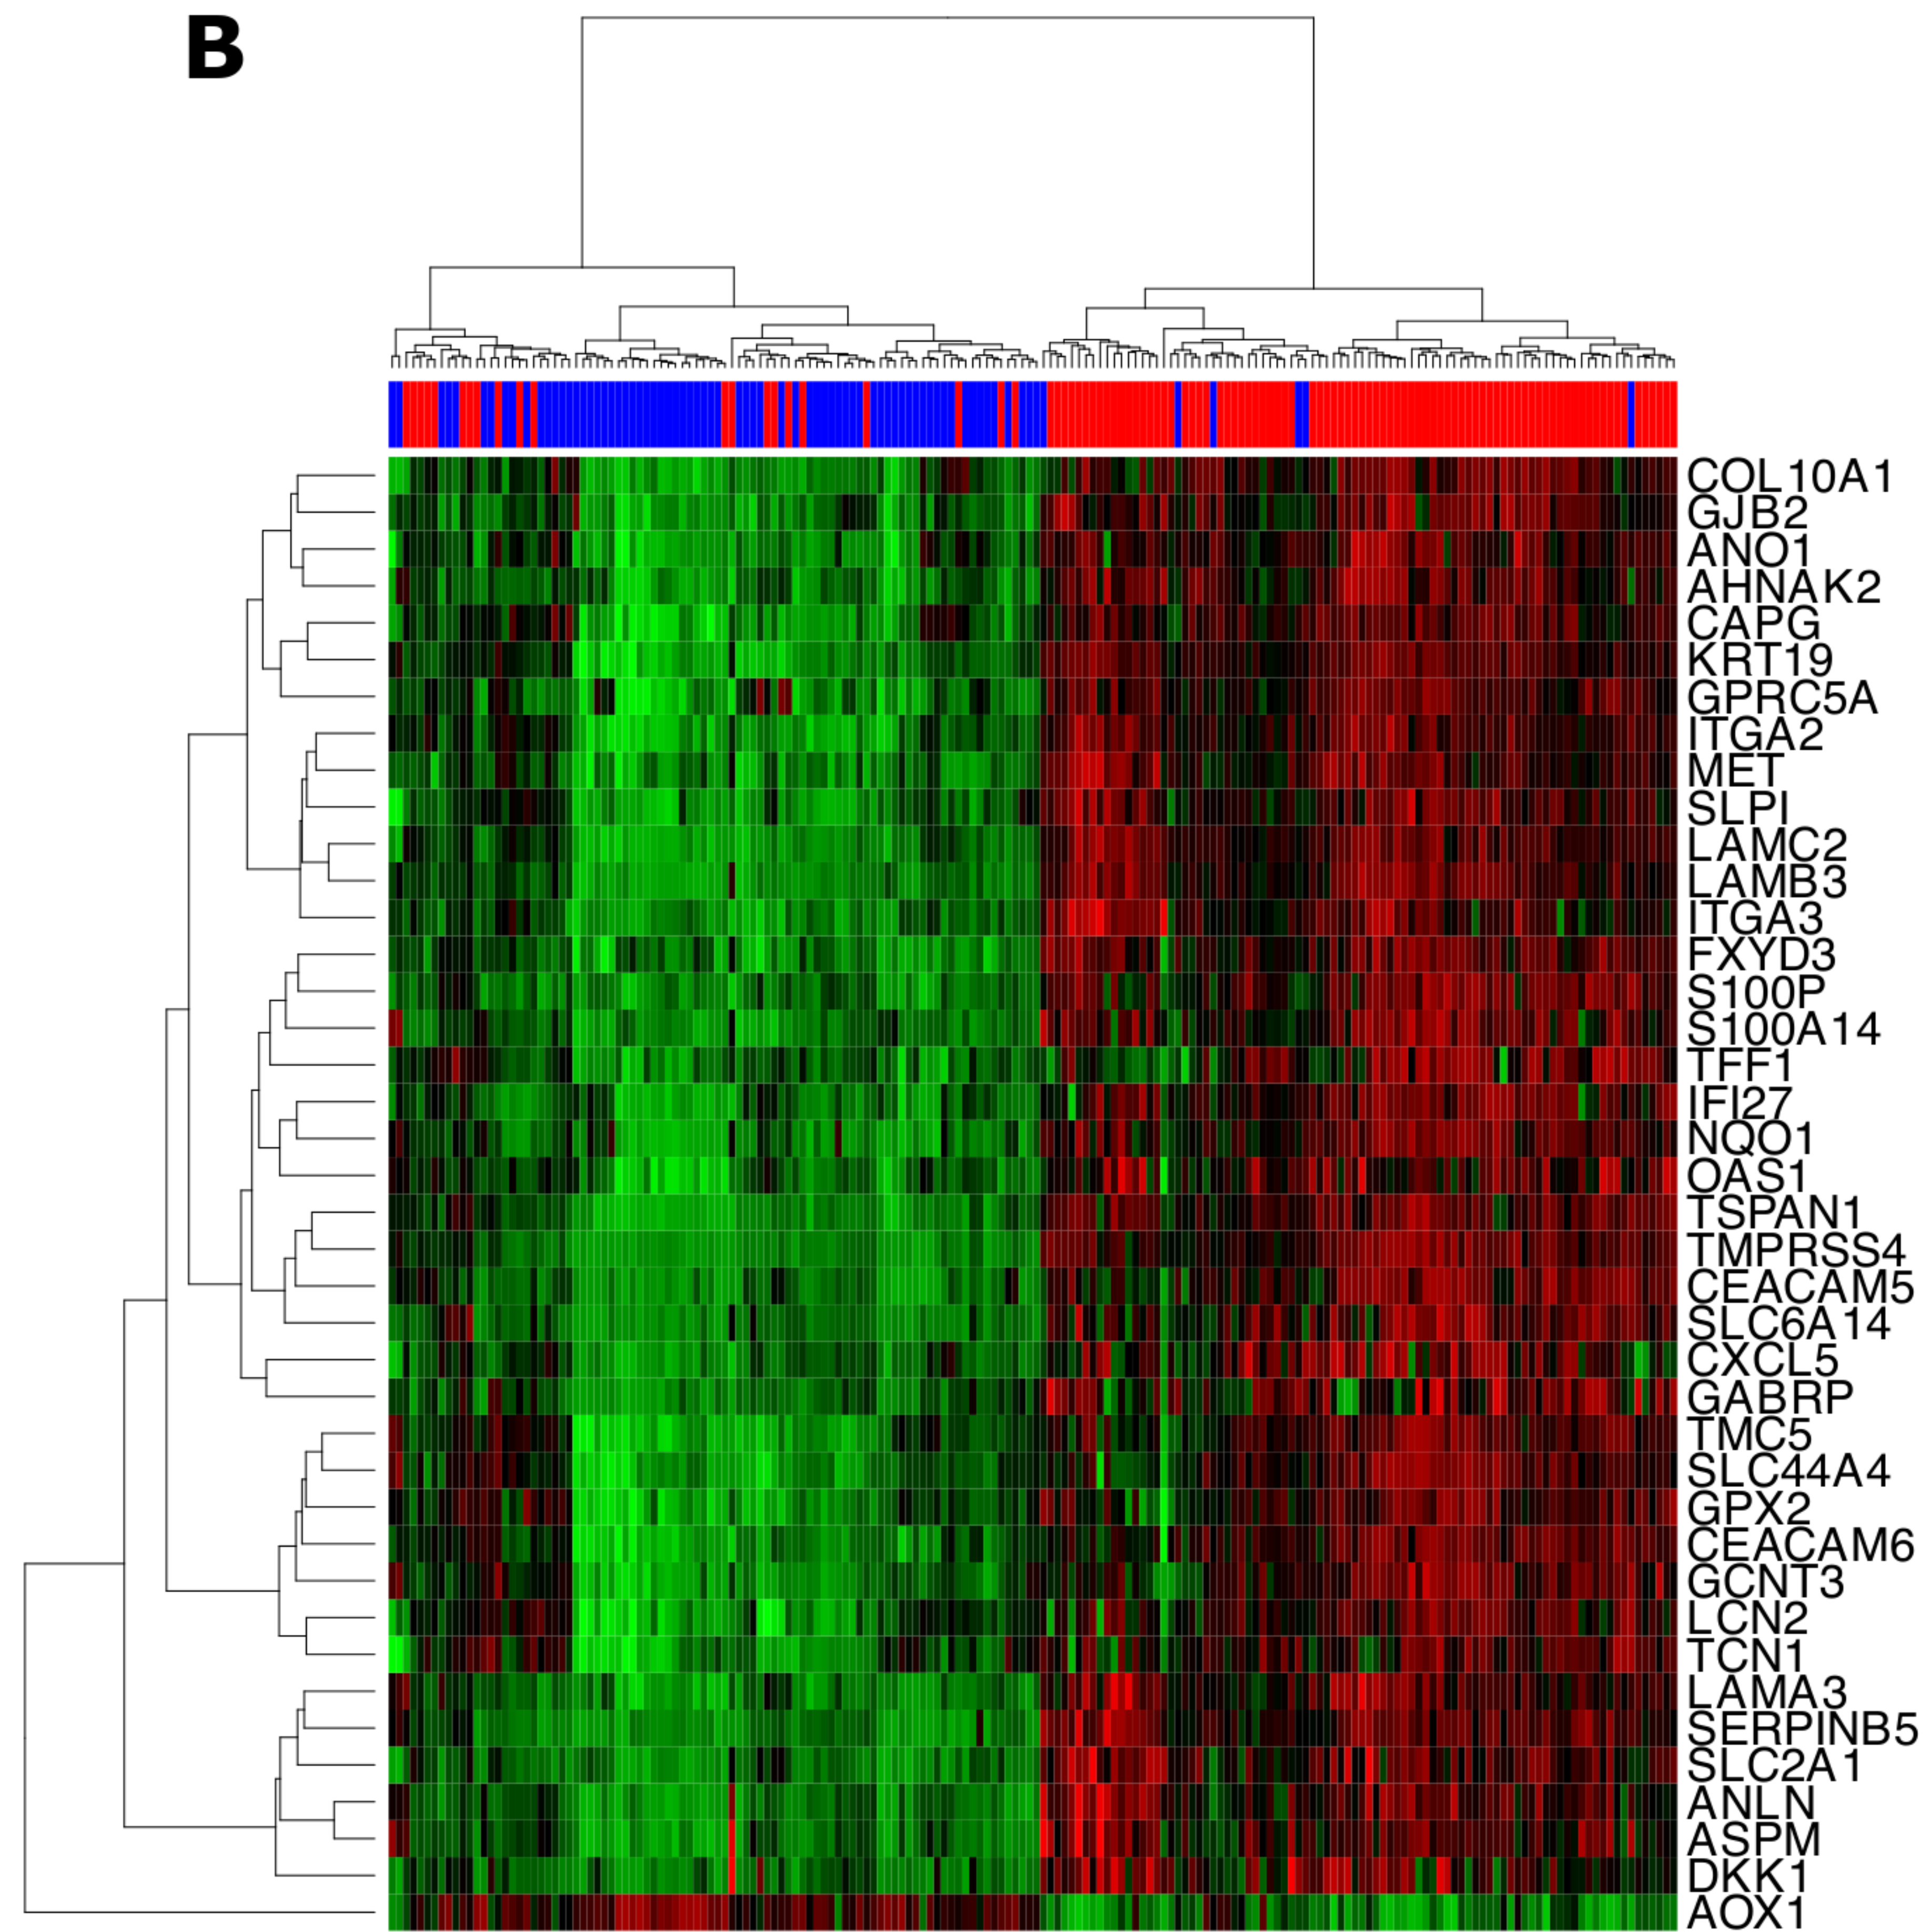 B
COL10A1
GJB2
ANO1
AHNAK2
CAPG
KRT19
GPRC5A
ITGA2
MET
SLPI
LAMC2
LAMB3
ITGA3
FXYD3
S100P
S100A14
TFF1
IFI27
NQO1
OAS1
TSPAN1
TMPRSS4
CEACAM5
SLC6A14
CXCL5
GABRP
TMC5
SLC44A4
GPX2
CEACAM6
GCNT3
LCN2
TCN1
LAMA3
SERPINB5
SLC2A1
ANLN
ASPM
DKK1
AOX1